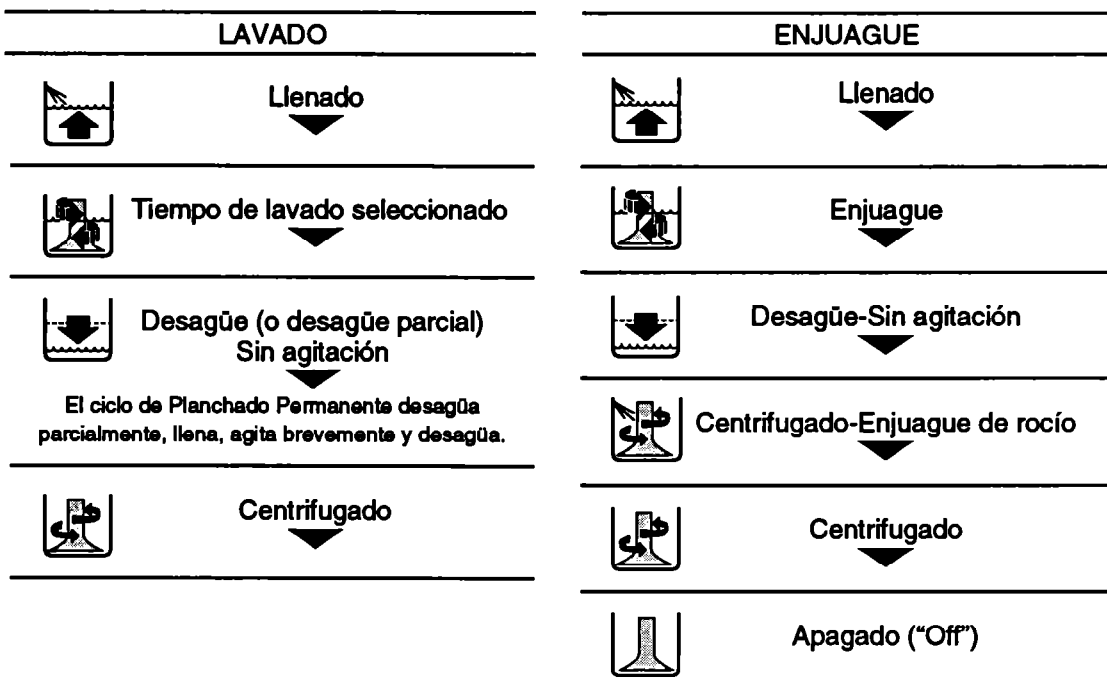 LAVADO
Llenado
Tiempo de lavado seleccionado
Desagüe (o desagüe parcial)
Sin agitación
El ciclo de Planchado Permanente desagüa
parcialmente, llena, agita brevemente y desagüa.
Centrifugado
ENJUAGUE
Llenado
Enjuague
Desagüe-Sin agitación
Centrifugado-Enjuague de rocío
Centrifugado
Apagado (“Off”)